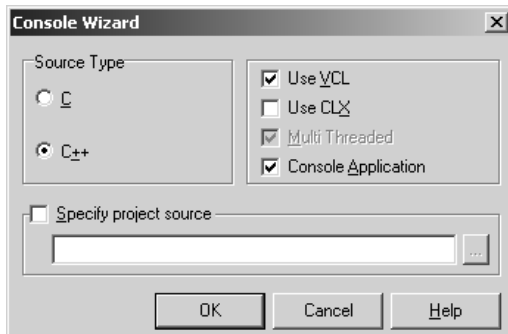 Console Wizard
Source Type
C
C++
Use VCL
Use CLX
Multi Threaded
Console Application
Specify project source
...
OK Cancel Help